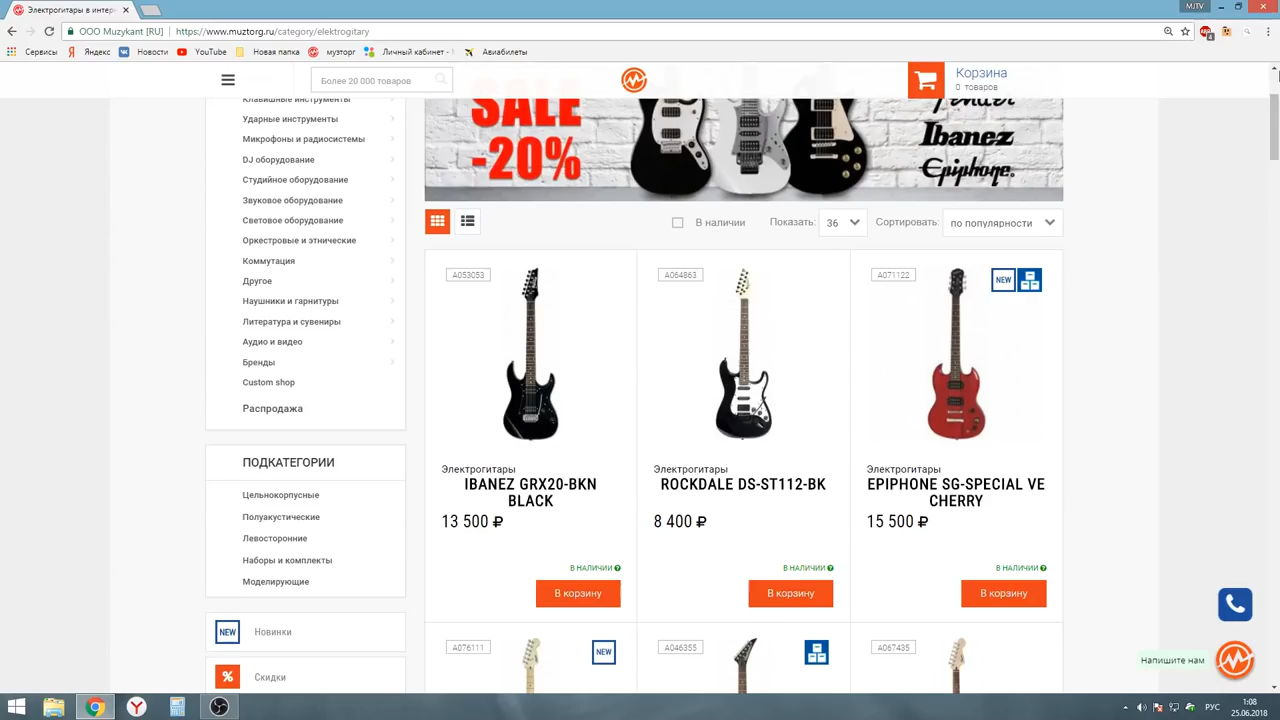 Электрогитары в интерн
MJTV
ООО Muzykant [RU]
https://www.muztorg.ru/category/elektrogitary
Сервисы
Яндекс
Новости
YouTube
Новая папка
музторг
Личный кабинет -
Авиабилеты
Более 20 000 товаров
Корзина
0 товаров
Клавишные инструменты
Ударные инструменты
Микрофоны и радиосистемы
DJ оборудование
Студийное оборудование
Звуковое оборудование
Световое оборудование
Оркестровые и этнические
Коммутация
Другое
Наушники и гарнитуры
Литература и сувениры
Аудио и видео
Бренды
Custom shop
Распродажа
ПОДКАТЕГОРИИ
Цельнокорпусные
Полуакустические
Левосторонние
Наборы и комплекты
Моделирующие
NEW Новинки
% Скидки
SALE
-20%
Fender
Ibanez
Epiphone
В наличии
Показать: 36
Сортировать: по популярности
A053053
Электрогитары
IBANEZ GRX20-BKN
BLACK
13 500 ₽
В НАЛИЧИИ
В корзину
A064863
Электрогитары
ROCKDALE DS-ST112-BK
8 400 ₽
В НАЛИЧИИ
В корзину
A071122
NEW
Электрогитары
EPIPHONE SG-SPECIAL VE
CHERRY
15 500 ₽
В НАЛИЧИИ
В корзину
A076111
NEW
A046355
A067435
Напишите нам
РУС
1:08
25.06.2018